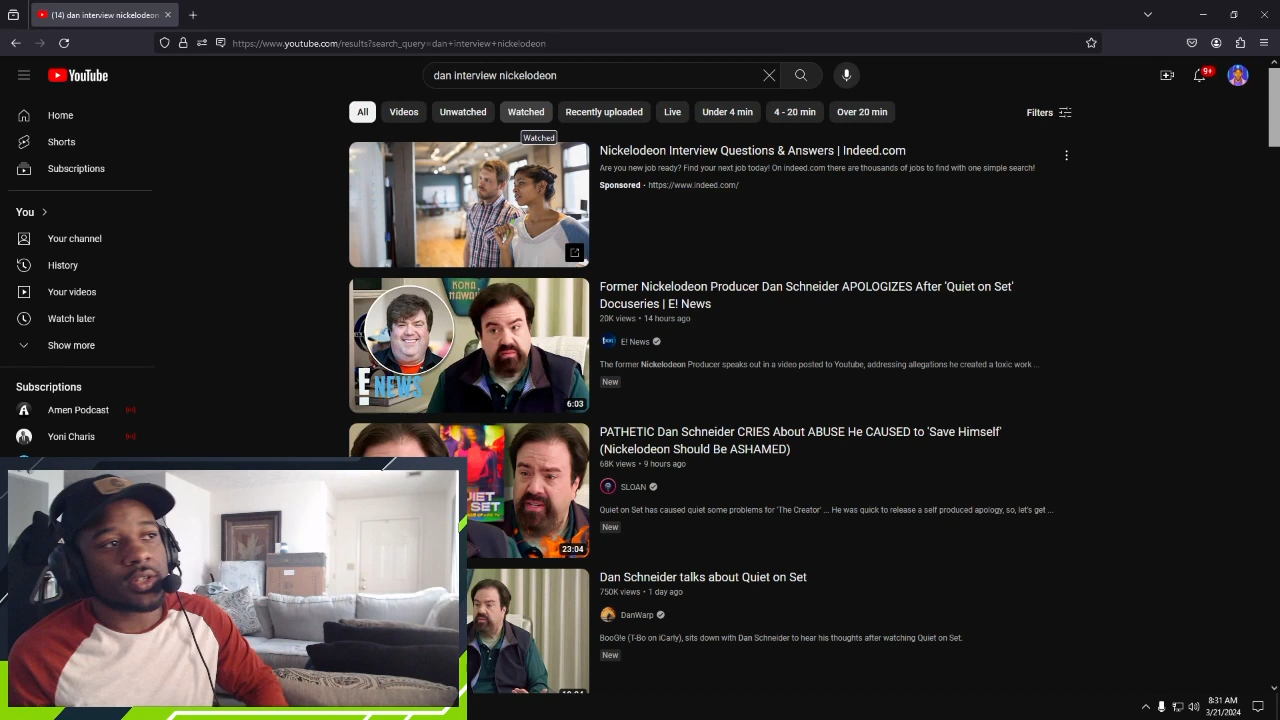 (14) dan interview nickelodeon
https://www.youtube.com/results?search_query=dan+interview+nickelodeon
YouTube
dan interview nickelodeon
9+
Home
Shorts
Subscriptions
You
Your channel
History
Your videos
Watch later
Show more
Subscriptions
Amen Podcast
Yoni Charis
All
Videos
Unwatched
Watched
Recently uploaded
Live
Under 4 min
4 - 20 min
Over 20 min
Filters
Watched
Nickelodeon Interview Questions & Answers | Indeed.com
Are you new job ready? Find your next job today! On indeed.com there are thousands of jobs to find with one simple search!
Sponsored · https://www.indeed.com/
KONA,
HAWAII
E NEWS
6:03
Former Nickelodeon Producer Dan Schneider APOLOGIZES After 'Quiet on Set'
Docuseries | E! News
20K views • 14 hours ago
E! News
The former Nickelodeon Producer speaks out in a video posted to Youtube, addressing allegations he created a toxic work ...
New
23:04
PATHETIC Dan Schneider CRIES About ABUSE He CAUSED to 'Save Himself'
(Nickelodeon Should Be ASHAMED)
68K views • 9 hours ago
SLOAN
Quiet on Set has caused quiet some problems for 'The Creator' ... He was quick to release a self produced apology, so, let's get ...
New
Dan Schneider talks about Quiet on Set
750K views • 1 day ago
DanWarp
BooG!e (T-Bo on iCarly), sits down with Dan Schneider to hear his thoughts after watching Quiet on Set.
New
8:31 AM
3/21/2024